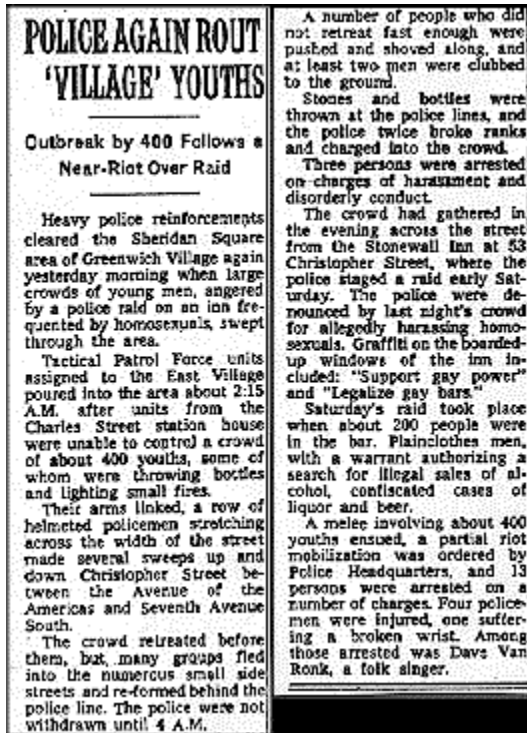 POLICE AGAIN ROUT
'VILLAGE' YOUTHS
Outbreak by 400 Follows a
Near-Riot Over Raid
Heavy police reinforcements
cleared the Sheridan Square
area of Greenwich Village again
yesterday morning when large
crowds of young men, angered
by a police raid on an inn fre-
quented by homosexuals, swept
through the area.
Tactical Patrol Force units
assigned to the East Village
poured into the area about 2:15
A.M. after units from the
Charles Street station house
were unable to control a crowd
of about 400 youths, some of
whom were throwing bottles
and lighting small fires.
Their arms linked, a row of
helmeted policemen stretching
across the width of the street
made several sweeps up and
down Christopher Street be-
tween the Avenue of the
Americas and Seventh Avenue
South.
The crowd retreated before
them, but many groups fled
into the numerous small side
streets and re-formed behind the
police line. The police were not
withdrawn until 4 A.M.
A number of people who did
not retreat fast enough were
pushed and shoved along, and
at least two men were clubbed
to the ground.
Stones and bottles were
thrown at the police lines, and
the police twice broke ranks
and charged into the crowd.
Three persons were arrested
on charges of harassment and
disorderly conduct.
The crowd had gathered in
the evening across the street
from the Stonewall Inn at 53
Christopher Street, where the
police staged a raid early Sat-
urday. The police were de-
nounced by last night's crowd
for allegedly harassing homo-
sexuals. Graffiti on the boarded-
up windows of the inn in-
cluded: "Support gay power"
and "Legalize gay bars."
Saturday's raid took place
when about 200 people were
in the bar. Plainclothes men,
with a warrant authorizing a
search for illegal sales of al-
cohol, confiscated cases of
liquor and beer.
A melee involving about 400
youths ensued, a partial riot
mobilization was ordered by
Police Headquarters, and 13
persons were arrested on a
number of charges. Four police-
men were injured, one suffer-
ing a broken wrist. Among
those arrested was Dave Van
Ronk, a folk singer.